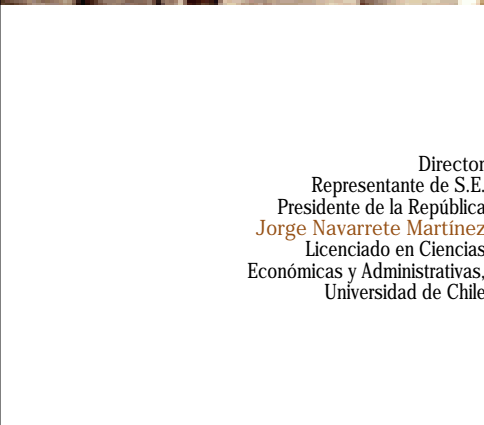 Director
Representante de S.E.
Presidente de la República
Jorge Navarrete Martínez
Licenciado en Ciencias
Económicas y Administrativas,
Universidad de Chile